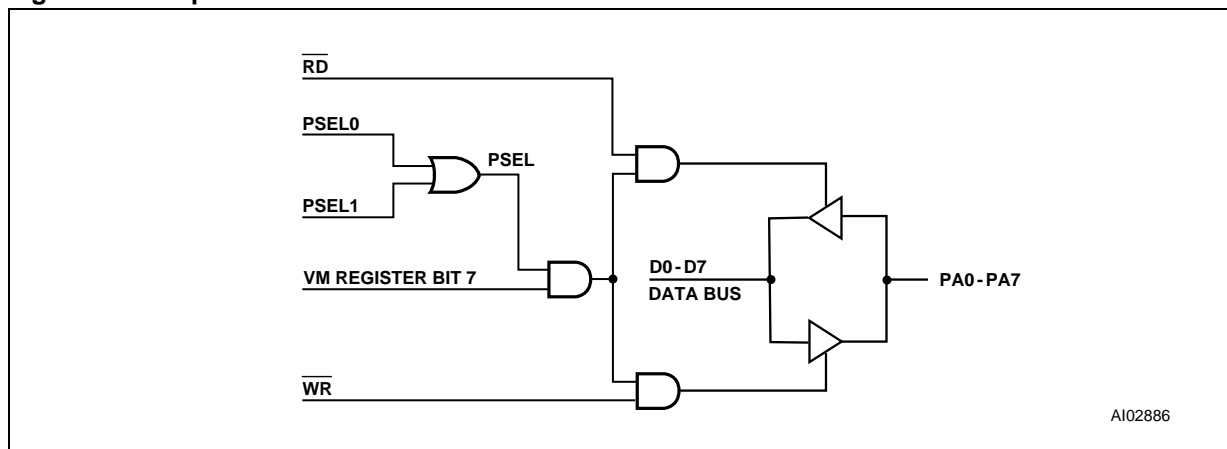 RD
PSEL0
PSEL
PSEL1
D0-D7
VM REGISTER BIT 7
PA0-PA7
DATA BUS
WR
AI02886